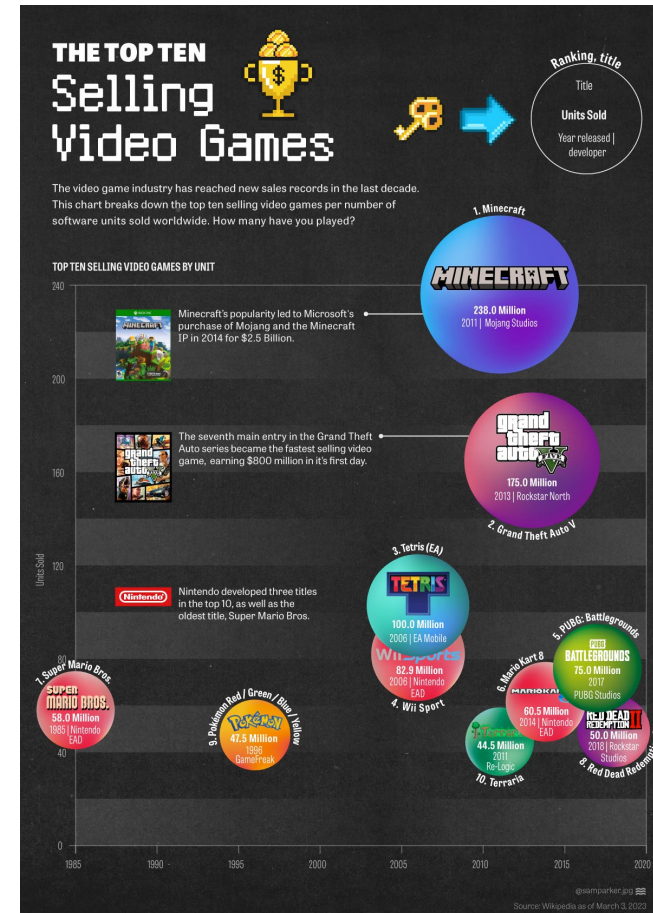 THE TOP TEN
Selling
Video Games
Ranking, title
Title
Units Sold
Year released |
developer
The video game industry has reached new sales records in the last decade.
This chart breaks down the top ten selling video games per number of
software units sold worldwide. How many have you played?
TOP TEN SELLING VIDEO GAMES BY UNIT
1. Minecraft
MINECRAFT
238.0 Million
2011 | Mojang Studios
MINECRAFT
Minecraft's popularity led to Microsoft's
purchase of Mojang and the Minecraft
IP in 2014 for $2.5 Billion.
grand
theft
auto
FIVE
175.0 Million
2013 | Rockstar North
2. Grand Theft Auto V
grand
theft
auto
The seventh main entry in the Grand Theft
Auto series became the fastest selling video
game, earning $800 million in it's first day.
3. Tetris (EA)
TETRIS
100.0 Million
2006 | EA Mobile
Nintendo
Nintendo developed three titles
in the top 10, as well as the
oldest title, Super Mario Bros.
Wii Sports
82.9 Million
2006 | Nintendo
EAD
4. Wii Sport
5. PUBG: Battlegrounds
PUBG
BATTLEGROUNDS
75.0 Million
2017
PUBG Studios
6. Mario Kart 8
MARIOKA
60.5 Million
2014 | Nintendo
EAD
7. Super Mario Bros.
SUPER
MARIO BROS.
58.0 Million
1985 | Nintendo
EAD
RED DEAD
REDEMPTION II
50.0 Million
2018 | Rockstar
Studios
8. Red Dead Redempti
9. Pokémon Red / Green / Blue / Yellow
POKéMON
47.5 Million
1996
GameFreak
Terraria
44.5 Million
2011
Re-Logic
10. Terraria
Units Sold
240
200
160
120
80
40
0
1985
1990
1995
2000
2005
2010
2015
2020
@samparker.jpg
Source: Wikipedia as of March 3, 2023